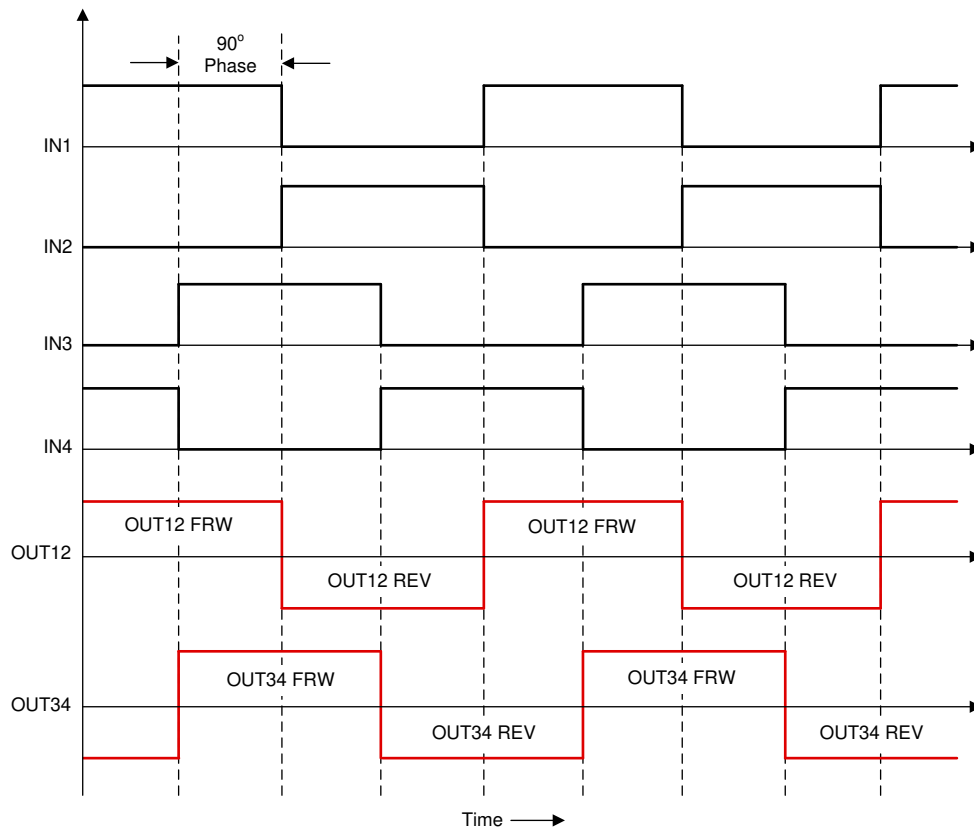 90o
Phase
IN1
IN2
IN3
IN4
OUT12 FRW
OUT12 FRW
OUT12
OUT12 REV
OUT12 REV
OUT34 FRW
OUT34 FRW
OUT34
OUT34 REV
OUT34 REV
Time